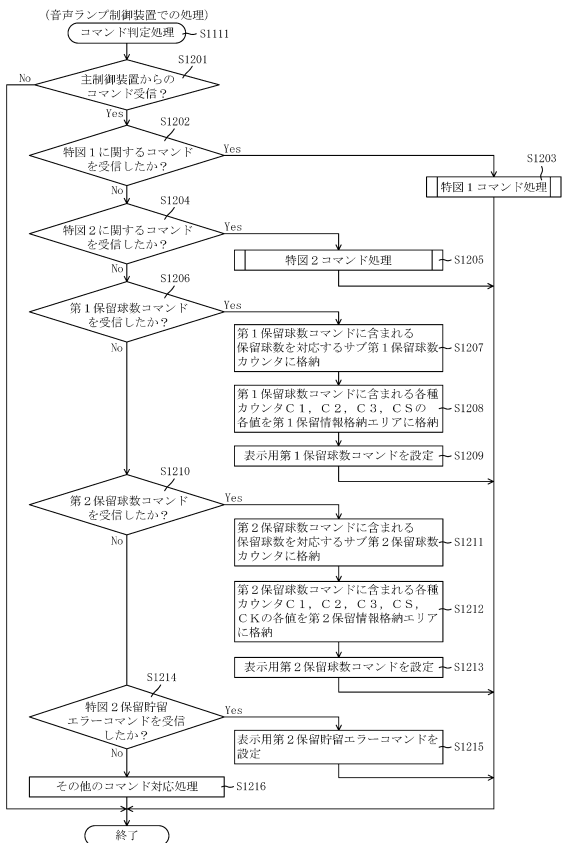 （音声ランプ制御装置での処理）
コマンド判定処理
S1111
S1201
No
主制御装置からの
コマンド受信？
Yes
S1202
特図１に関するコマンド
を受信したか？
Yes
No
S1203
特図１コマンド処理
S1204
特図２に関するコマンド
を受信したか？
Yes
No
特図２コマンド処理
S1205
S1206
第１保留球数コマンド
を受信したか？
Yes
No
第１保留球数コマンドに含まれる
保留球数を対応するサブ第１保留球数
カウンタに格納
S1207
第１保留球数コマンドに含まれる各種
カウンタＣ１，Ｃ２，Ｃ３，ＣＳの
各値を第１保留情報格納エリアに格納
S1208
表示用第１保留球数コマンドを設定
S1209
S1210
第２保留球数コマンド
を受信したか？
Yes
No
第２保留球数コマンドに含まれる
保留球数を対応するサブ第２保留球数
カウンタに格納
S1211
第２保留球数コマンドに含まれる各種
カウンタＣ１，Ｃ２，Ｃ３，ＣＳ，
ＣＫの各値を第２保留情報格納エリア
に格納
S1212
表示用第２保留球数コマンドを設定
S1213
S1214
特図２保留貯留
エラーコマンドを受信
したか？
Yes
No
表示用第２保留貯留エラーコマンドを
設定
S1215
その他のコマンド対応処理
S1216
終了